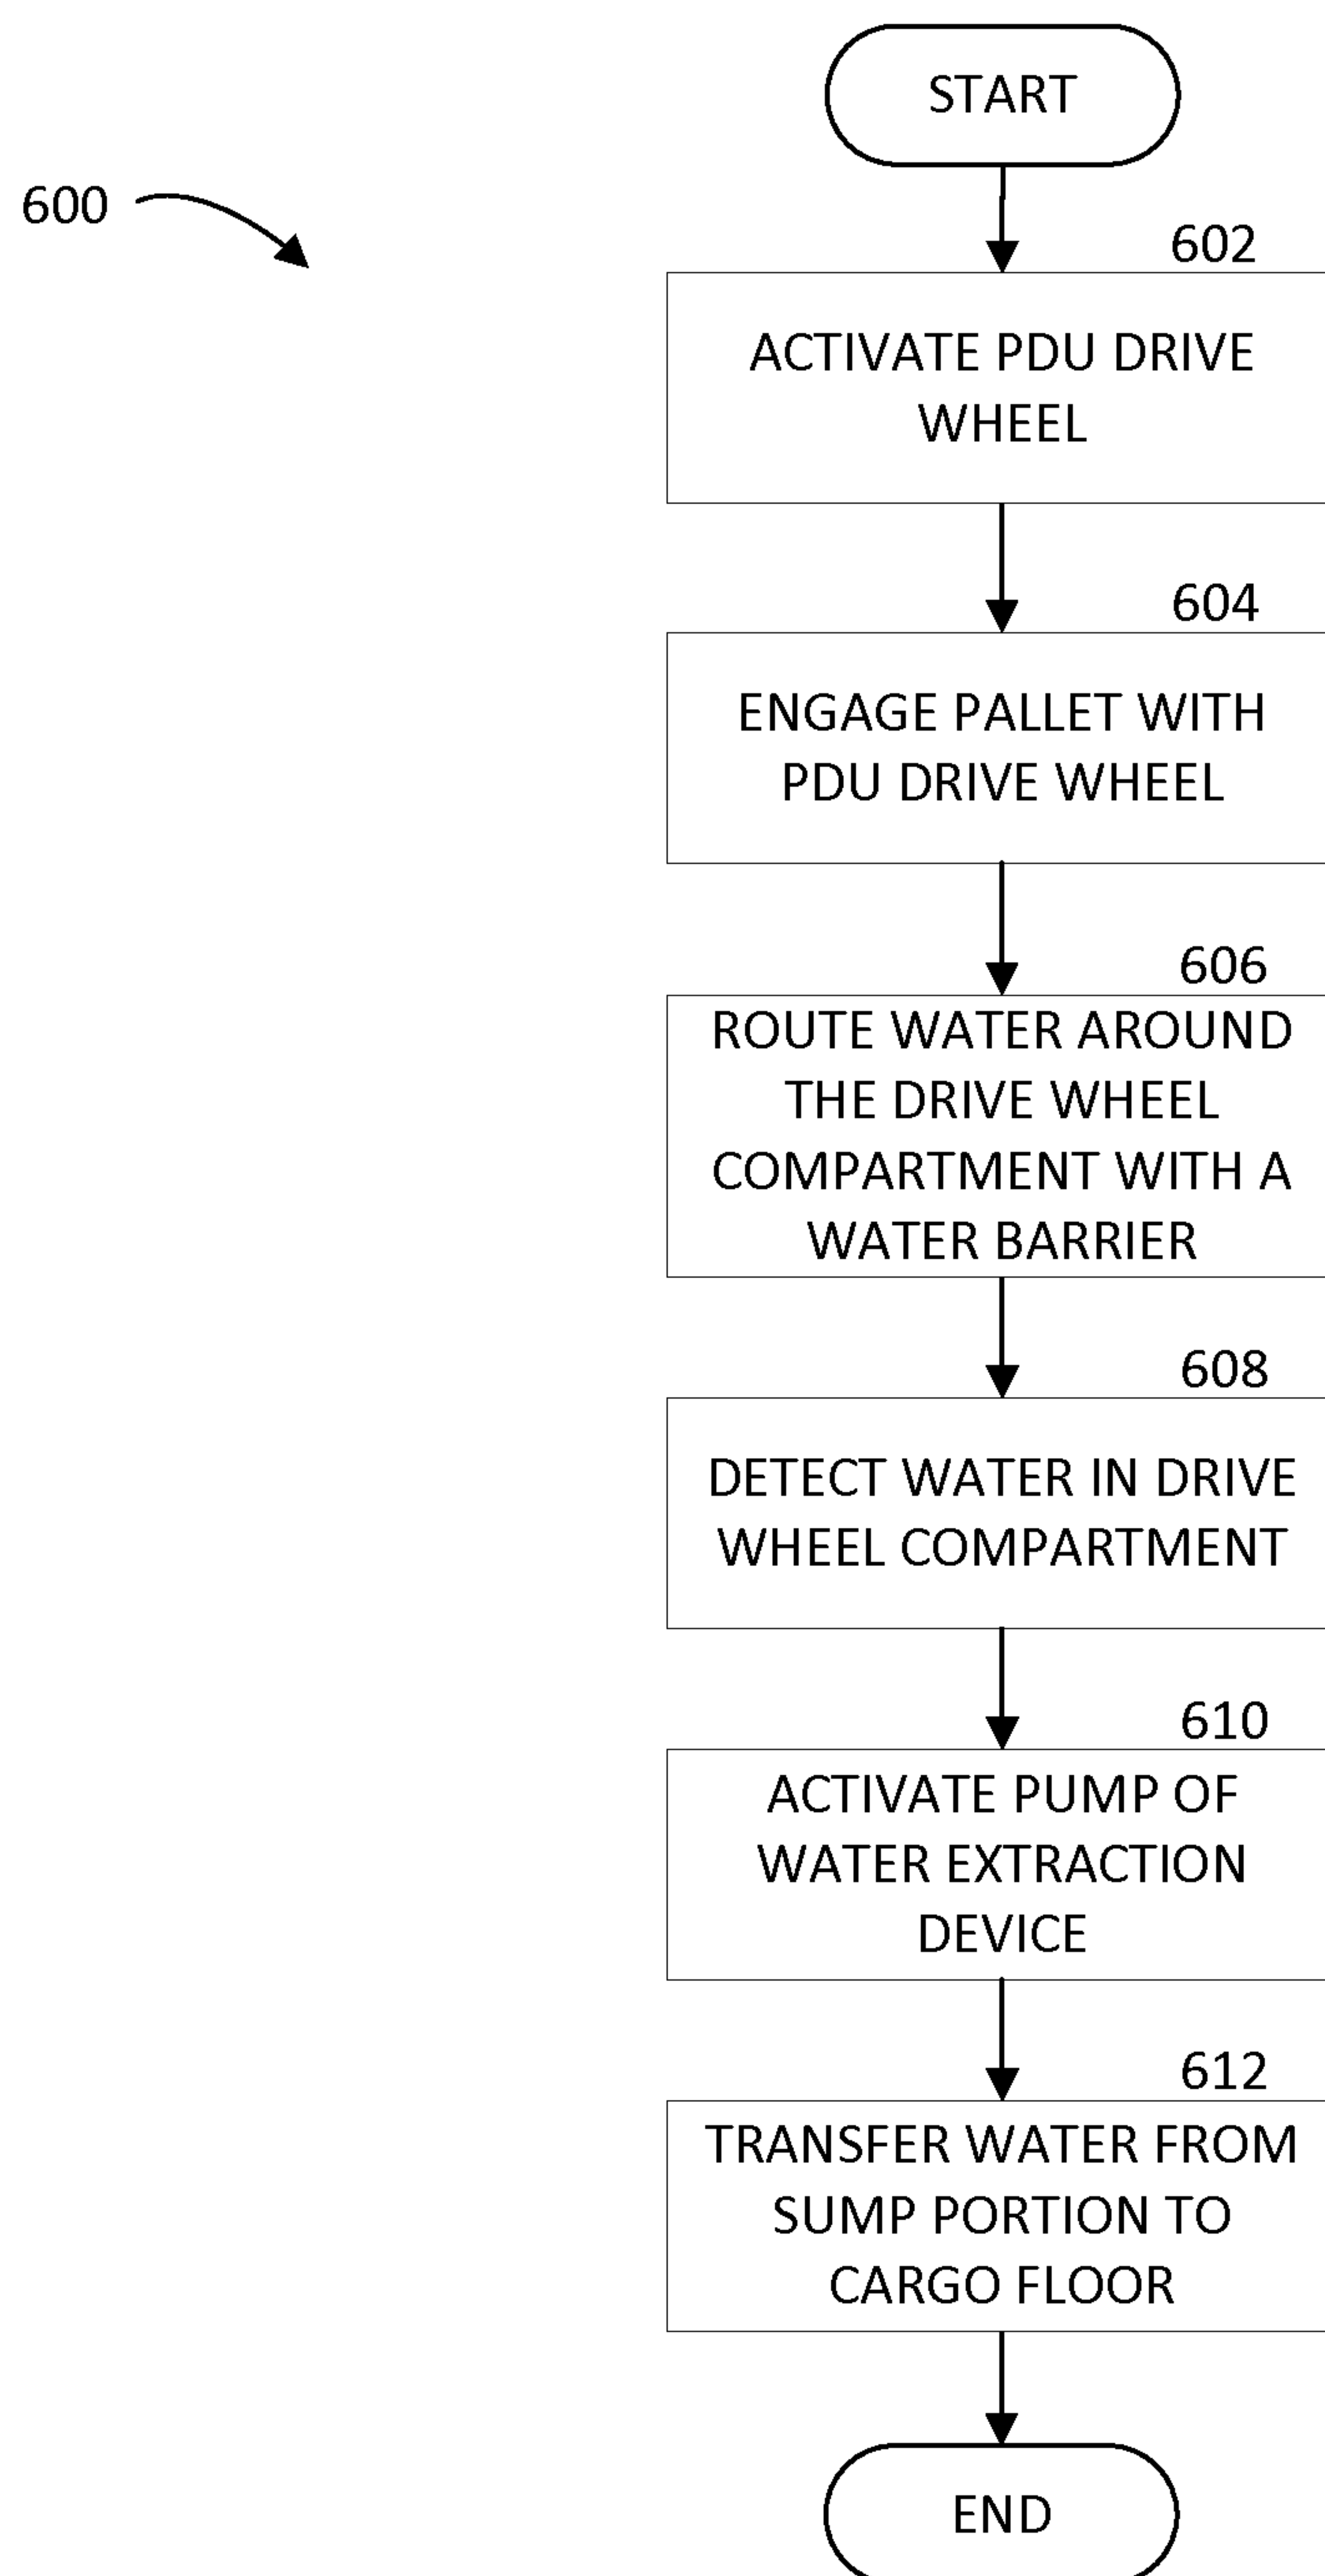 START
600
602
ACTIVATE PDU DRIVE
WHEEL
604
ENGAGE PALLET WITH
PDU DRIVE WHEEL
606
ROUTE WATER AROUND
THE DRIVE WHEEL
COMPARTMENT WITH A
WATER BARRIER
608
DETECT WATER IN DRIVE
WHEEL COMPARTMENT
610
ACTIVATE PUMP OF
WATER EXTRACTION
DEVICE
612
TRANSFER WATER FROM
SUMP PORTION TO
CARGO FLOOR
END